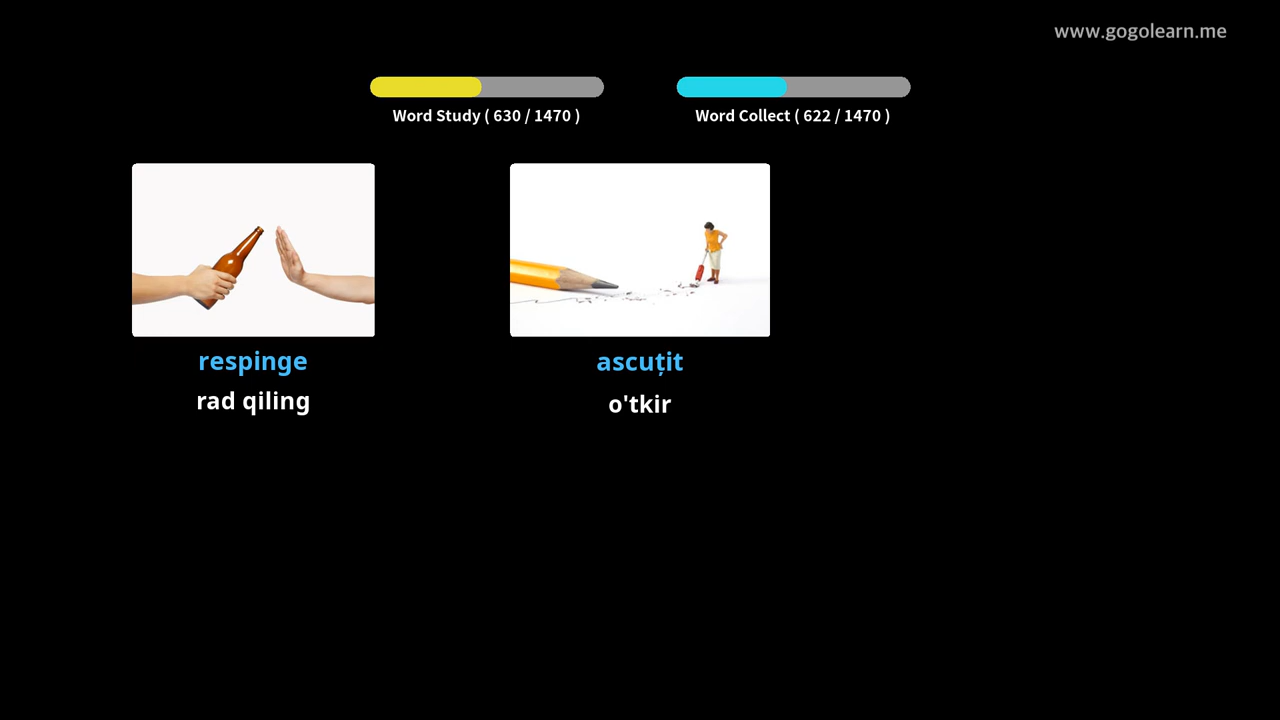 www.gogolearn.me
Word Study ( 630 / 1470 )
Word Collect ( 622 / 1470 )
respinge
rad qiling
ascuțit
o'tkir